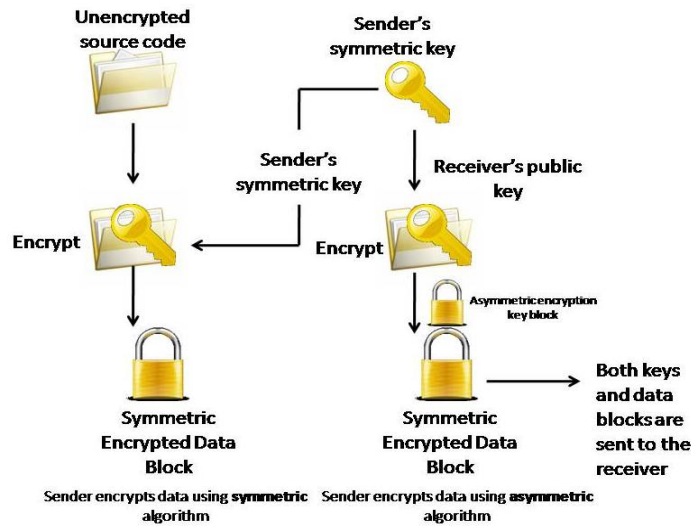 Unencrypted
source code
Sender's
symmetric key
Sender's
symmetric key
Receiver's public
key
Encrypt
Encrypt
Asymmetric encryption
key block
Symmetric
Encrypted Data
Block
Symmetric
Encrypted Data
Block
Both keys
and data
blocks are
sent to the
receiver
Sender encrypts data using symmetric
algorithm
Sender encrypts data using asymmetric
algorithm